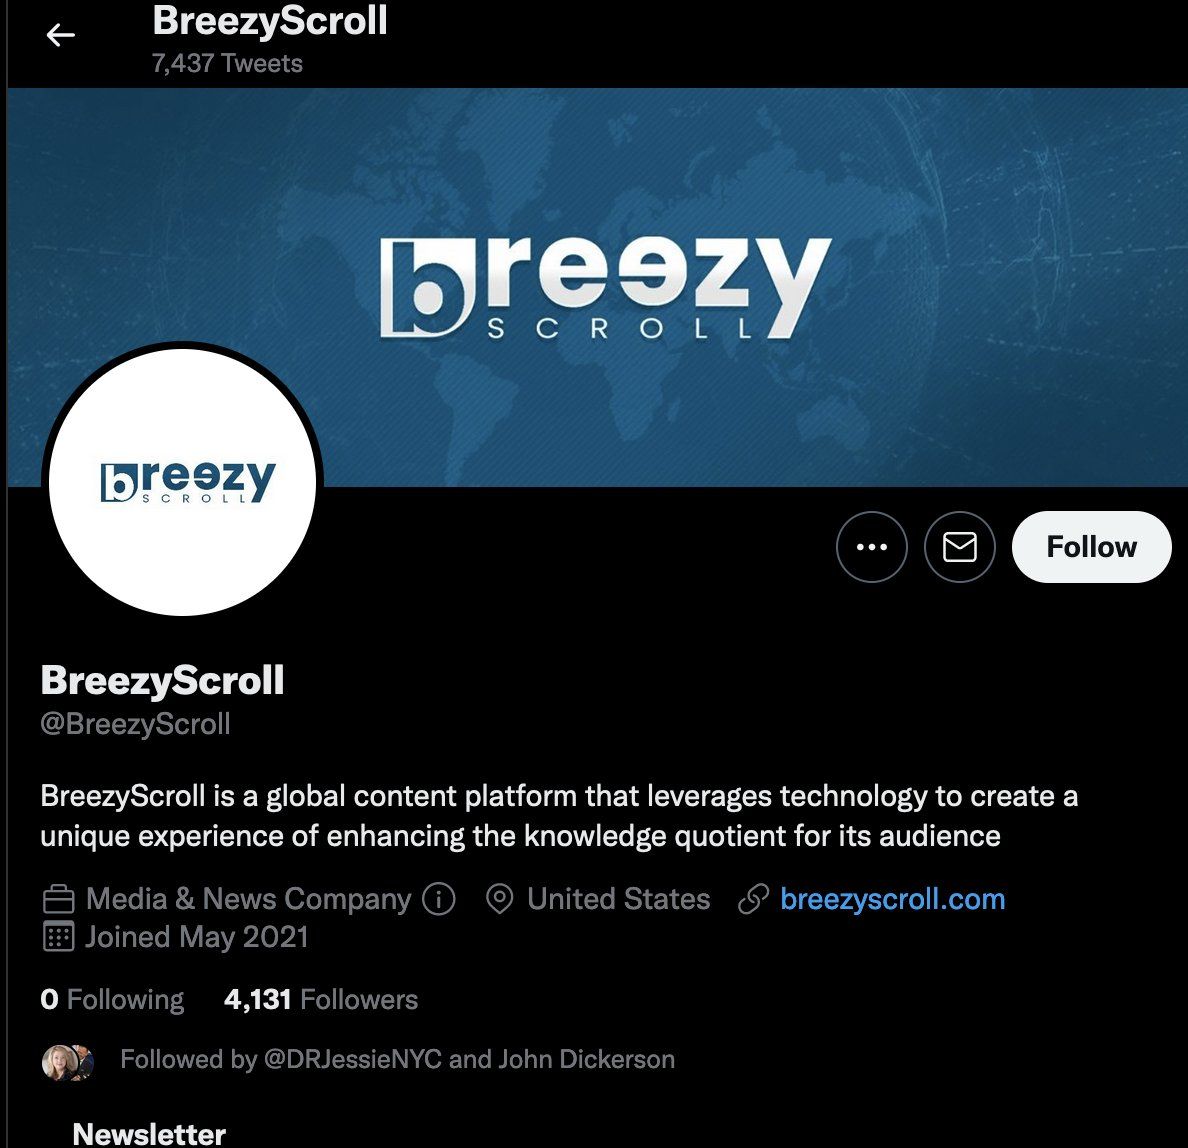 BreezyScroll
7,437 Tweets
breezy
SCROLL
breezy
SCROLL
Follow
BreezyScroll
@BreezyScroll
BreezyScroll is a global content platform that leverages technology to create a
unique experience of enhancing the knowledge quotient for its audience
Media & News Company United States breezyscroll.com
Joined May 2021
0 Following 4,131 Followers
Followed by @DRJessieNYC and John Dickerson
Newsletter